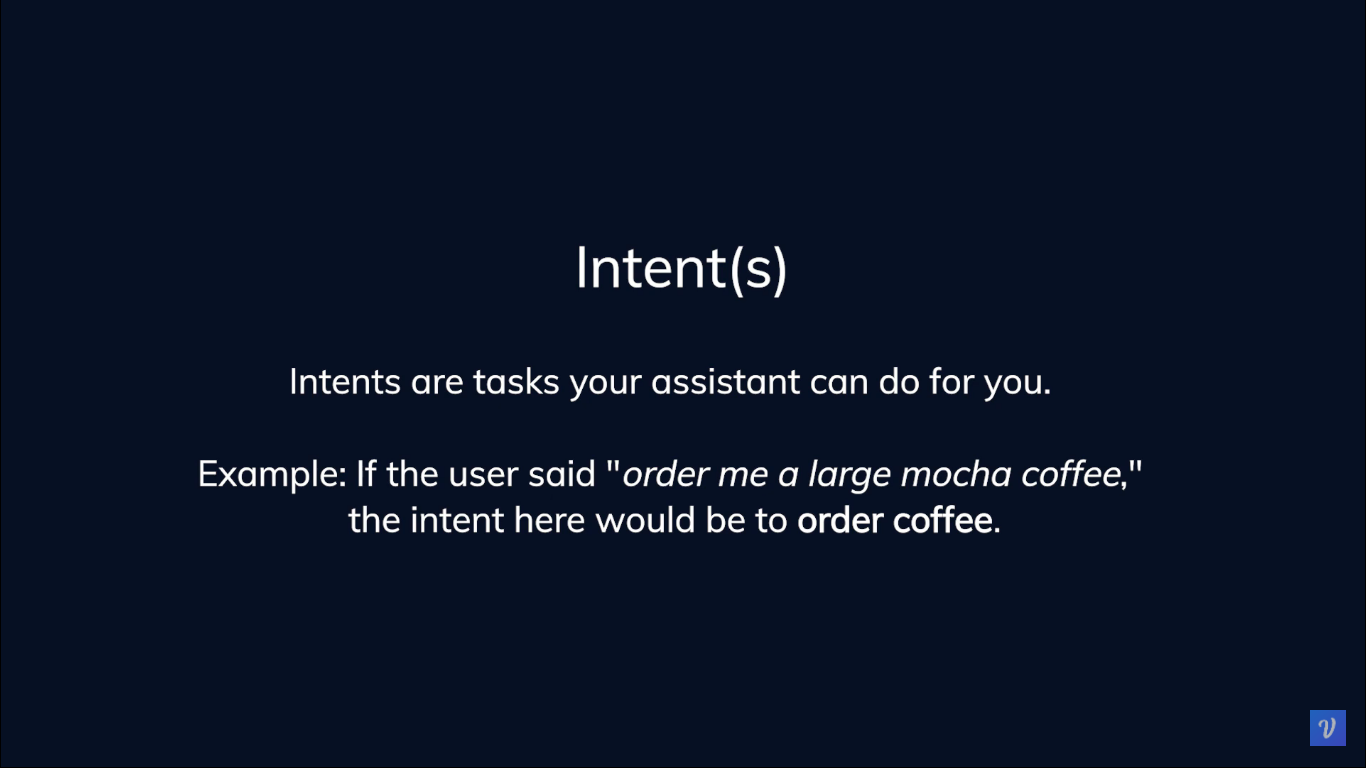 Intent(s)
Intents are tasks your assistant can do for you.
Example: If the user said "order me a large mocha coffee,"
the intent here would be to order coffee.
V